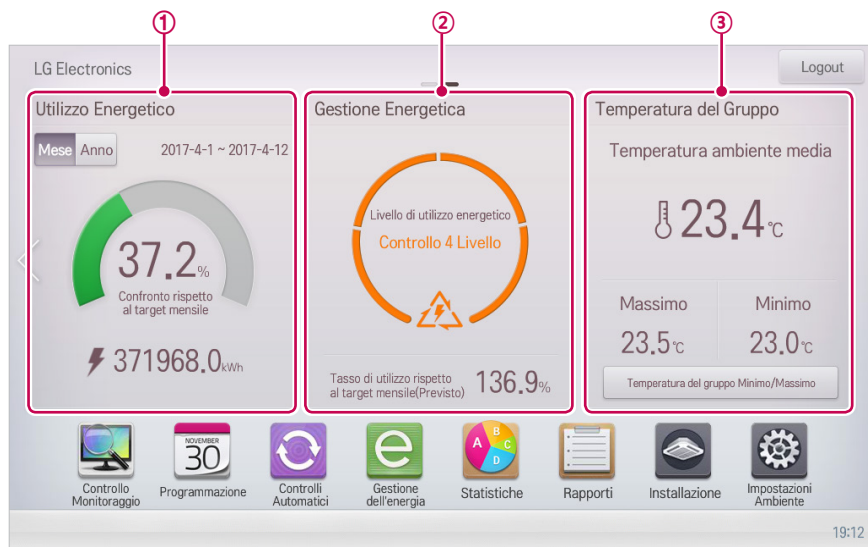 ① ② ③
LG Electronics
Logout
Utilizzo Energetico
Mese Anno 2017-4-1 ~ 2017-4-12
37.2%
Confronto rispetto
al target mensile
371968.0kWh
Gestione Energetica
Livello di utilizzo energetico
Controllo 4 Livello
Tasso di utilizzo rispetto
al target mensile(Previsto)
136.9%
Temperatura del Gruppo
Temperatura ambiente media
23.4℃
Massimo Minimo
23.5℃ 23.0℃
Temperatura del gruppo Minimo/Massimo
NOVEMBER
30
A B C D
Controllo
Monitoraggio
Programmazione
Controlli
Automatici
Gestione
dell'energia
Statistiche
Rapporti
Installazione
Impostazioni
Ambiente
19:12